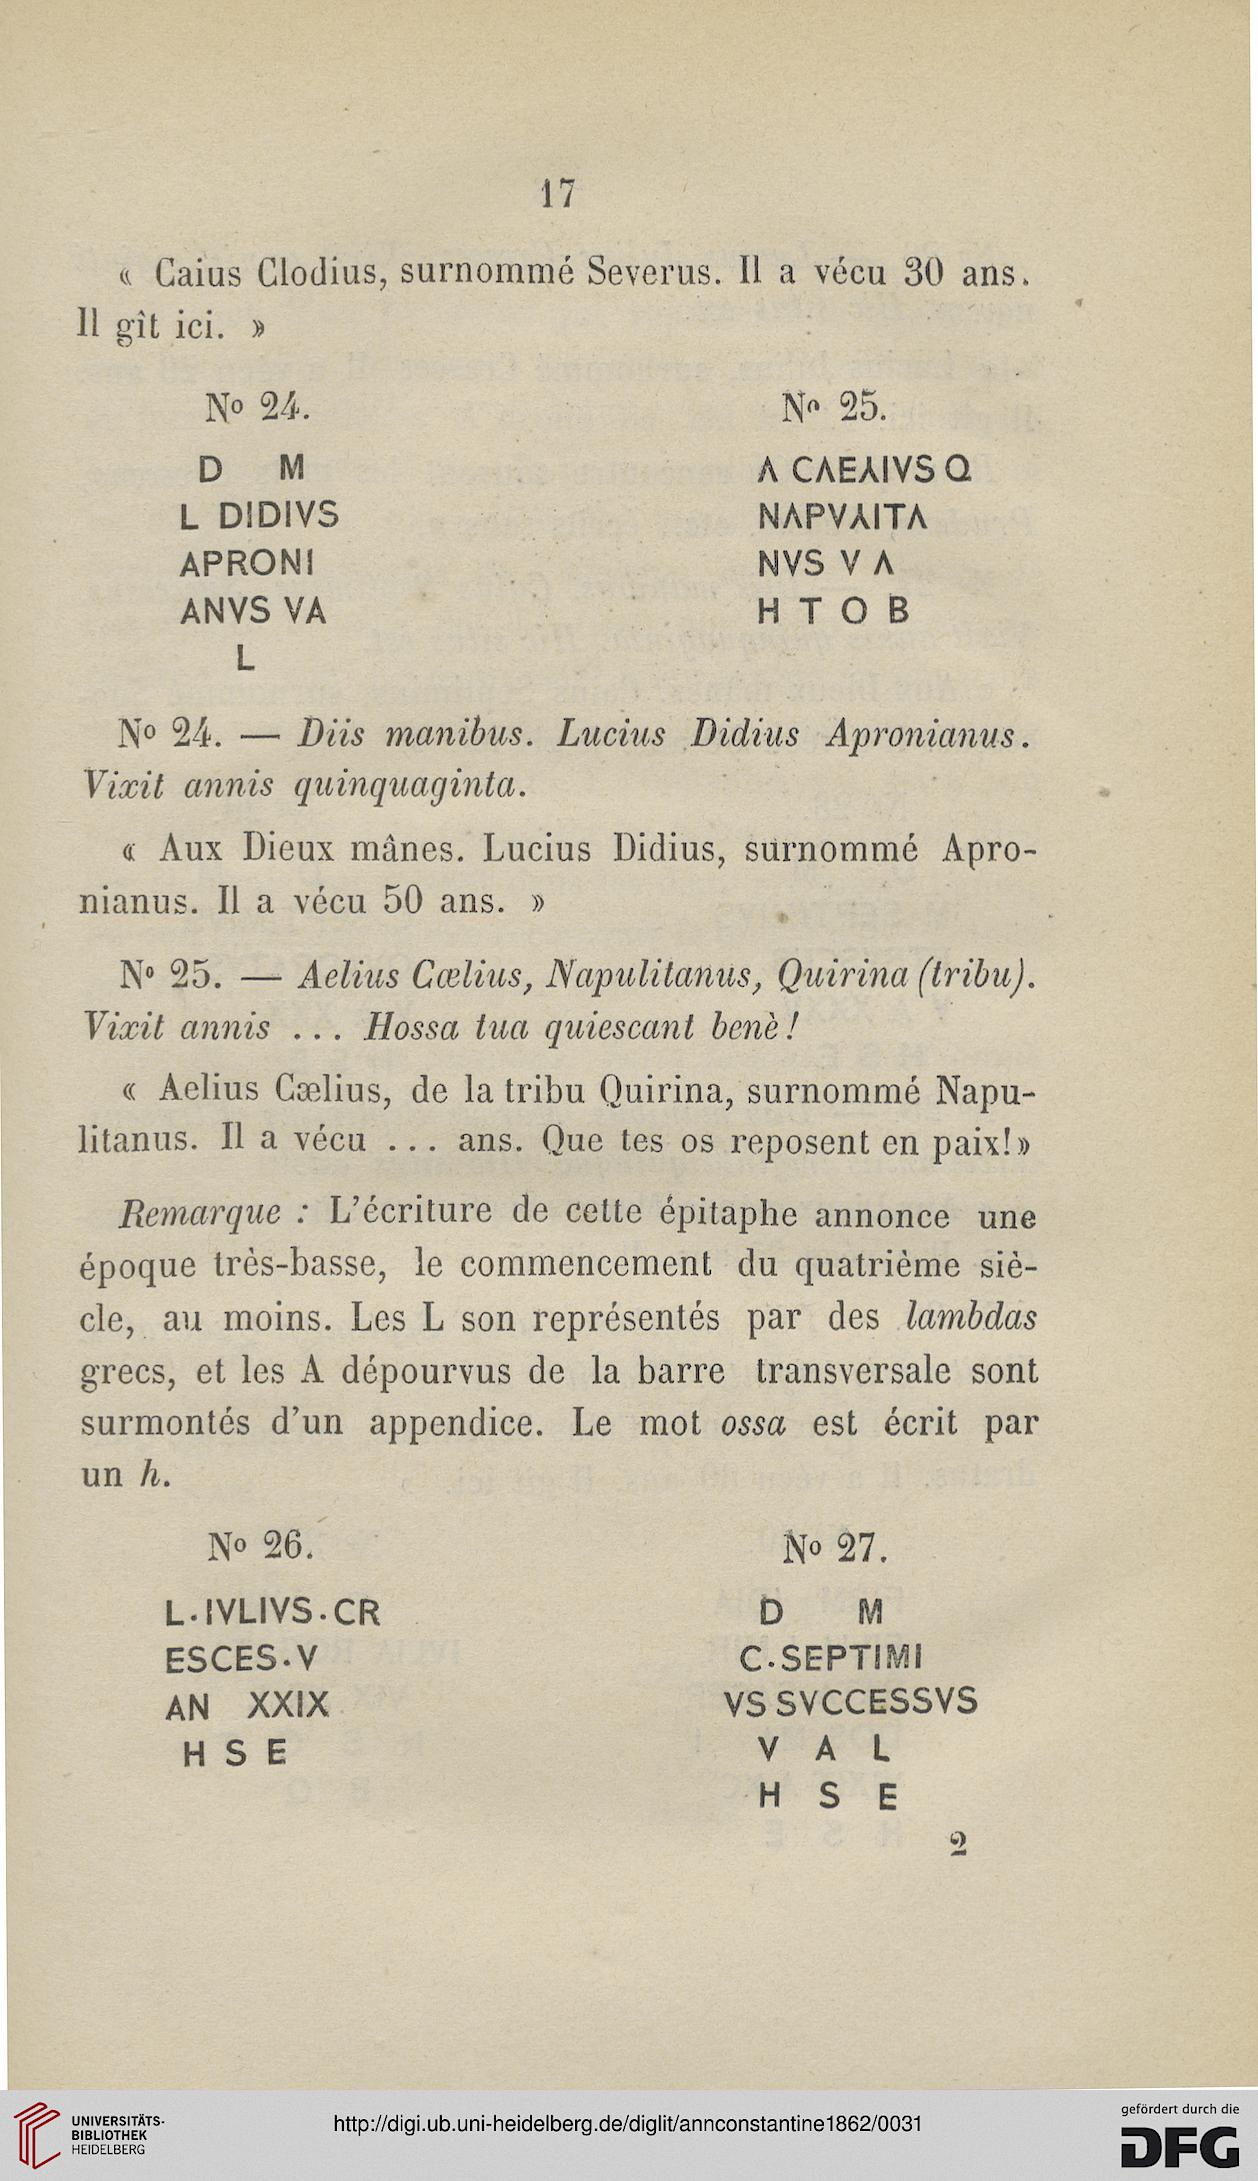 17
« Caius Clodius, surnommé Severus. Il a vécu 30 ans.
Il gît ici. »
No 24.
D M
L DIDIVS
APRONI
ANVS VA
L
No 25.
Λ CΛEλIVS Q
NΛPVλITΛ
NVS V Λ
H T O B
No 24. — Diis manibus. Lucius Didius Apronianus.
Vixit annis quinquaginta.
« Aux Dieux mânes. Lucius Didius, surnommé Apro-
nianus. Il a vécu 50 ans. »
No 25. — Aelius Cœlius, Napulitanus, Quirina (tribu).
Vixit annis ... Hossa tua quiescant benè !
« Aelius Cælius, de la tribu Quirina, surnommé Napu-
litanus. Il a vécu ... ans. Que tes os reposent en paix! »
Remarque : L'écriture de cette épitaphe annonce une
époque très-basse, le commencement du quatrième siè-
cle, au moins. Les L son représentés par des lambdas
grecs, et les A dépourvus de la barre transversale sont
surmontés d'un appendice. Le mot ossa est écrit par
un h.
No 26.
L.IVLIVS.CR
ESCES.V
AN XXIX
H S E
No 27.
D M
C.SEPTIMI
VS SVCCESSVS
V A L
H S E
2
UNIVERSITÄTS-
BIBLIOTHEK
HEIDELBERG
http://digi.ub.uni-heidelberg.de/diglit/annconstantine1862/0031
gefördert durch die
DFG